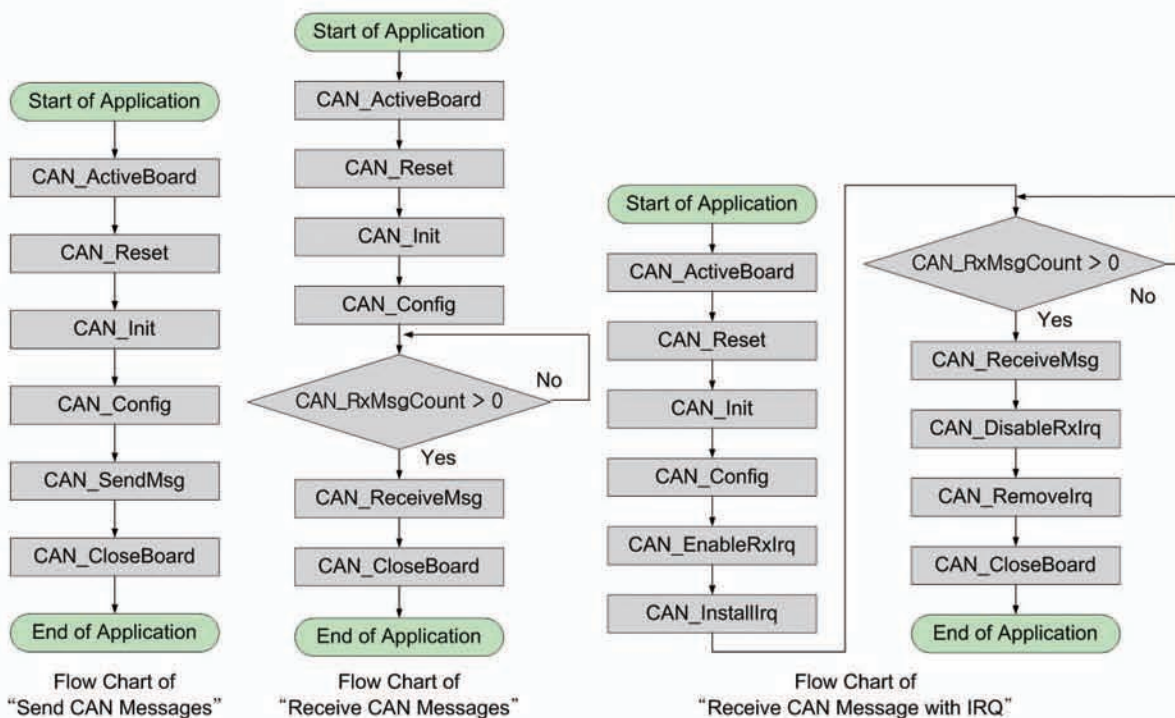 Start of Application
CAN_ActiveBoard
CAN_Reset
CAN_Init
CAN_Config
CAN_SendMsg
CAN_CloseBoard
End of Application
Flow Chart of
“Send CAN Messages”
Start of Application
CAN_ActiveBoard
CAN_Reset
CAN_Init
CAN_Config
CAN_RxMsgCount > 0
No
Yes
CAN_ReceiveMsg
CAN_CloseBoard
End of Application
Flow Chart of
“Receive CAN Messages”
Start of Application
CAN_ActiveBoard
CAN_Reset
CAN_Init
CAN_Config
CAN_EnableRxIrq
CAN_InstallIrq
CAN_RxMsgCount > 0
No
Yes
CAN_ReceiveMsg
CAN_DisableRxIrq
CAN_RemoveIrq
CAN_CloseBoard
End of Application
Flow Chart of
“Receive CAN Message with IRQ”